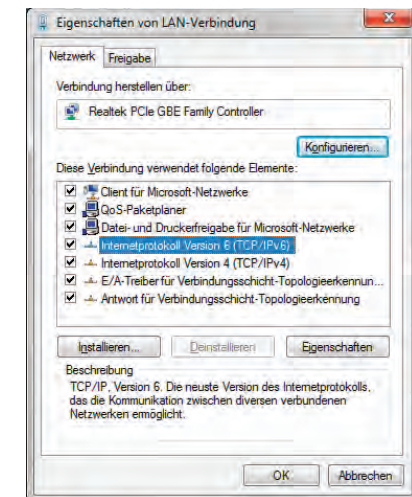 Eigenschaften von LAN-Verbindung
Netzwerk Freigabe
Verbindung herstellen über:
Realtek PCIe GBE Family Controller
Konfigurieren...
Diese Verbindung verwendet folgende Elemente:
Client für Microsoft-Netzwerke
QoS-Paketplaner
Datei- und Druckerfreigabe für Microsoft-Netzwerke
Internetprotokoll Version 6 (TCP/IPv6)
Internetprotokoll Version 4 (TCP/IPv4)
E/A-Treiber für Verbindungsschicht-Topologieerkennun...
Antwort für Verbindungsschicht-Topologieerkennung
Installieren... Deinstallieren Eigenschaften
Beschreibung
TCP/IP, Version 6. Die neuste Version des Internetprotokolls,
das die Kommunikation zwischen diversen verbundenen
Netzwerken ermöglicht.
OK Abbrechen